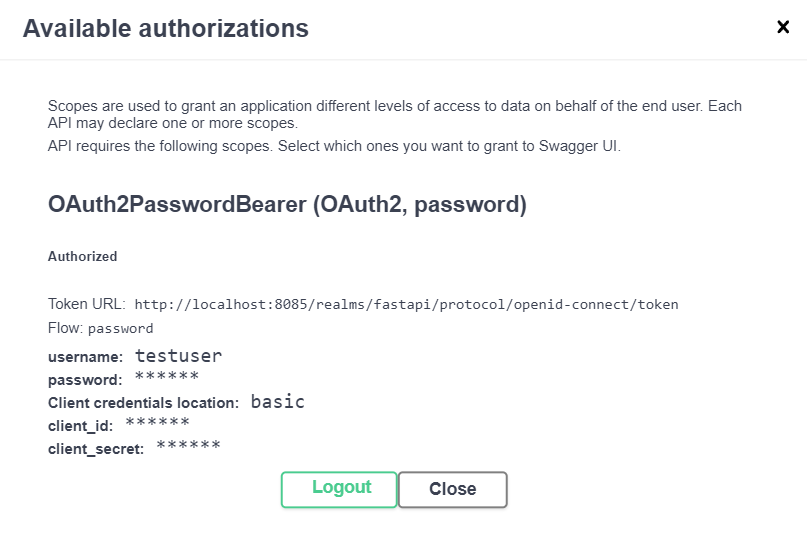 Available authorizations
Scopes are used to grant an application different levels of access to data on behalf of the end user. Each
API may declare one or more scopes.
API requires the following scopes. Select which ones you want to grant to Swagger UI.
OAuth2PasswordBearer (OAuth2, password)
Authorized
Token URL: http://localhost:8085/realms/fastapi/protocol/openid-connect/token
Flow: password
username: testuser
password: ******
Client credentials location: basic
client_id: ******
client_secret: ******
Logout Close